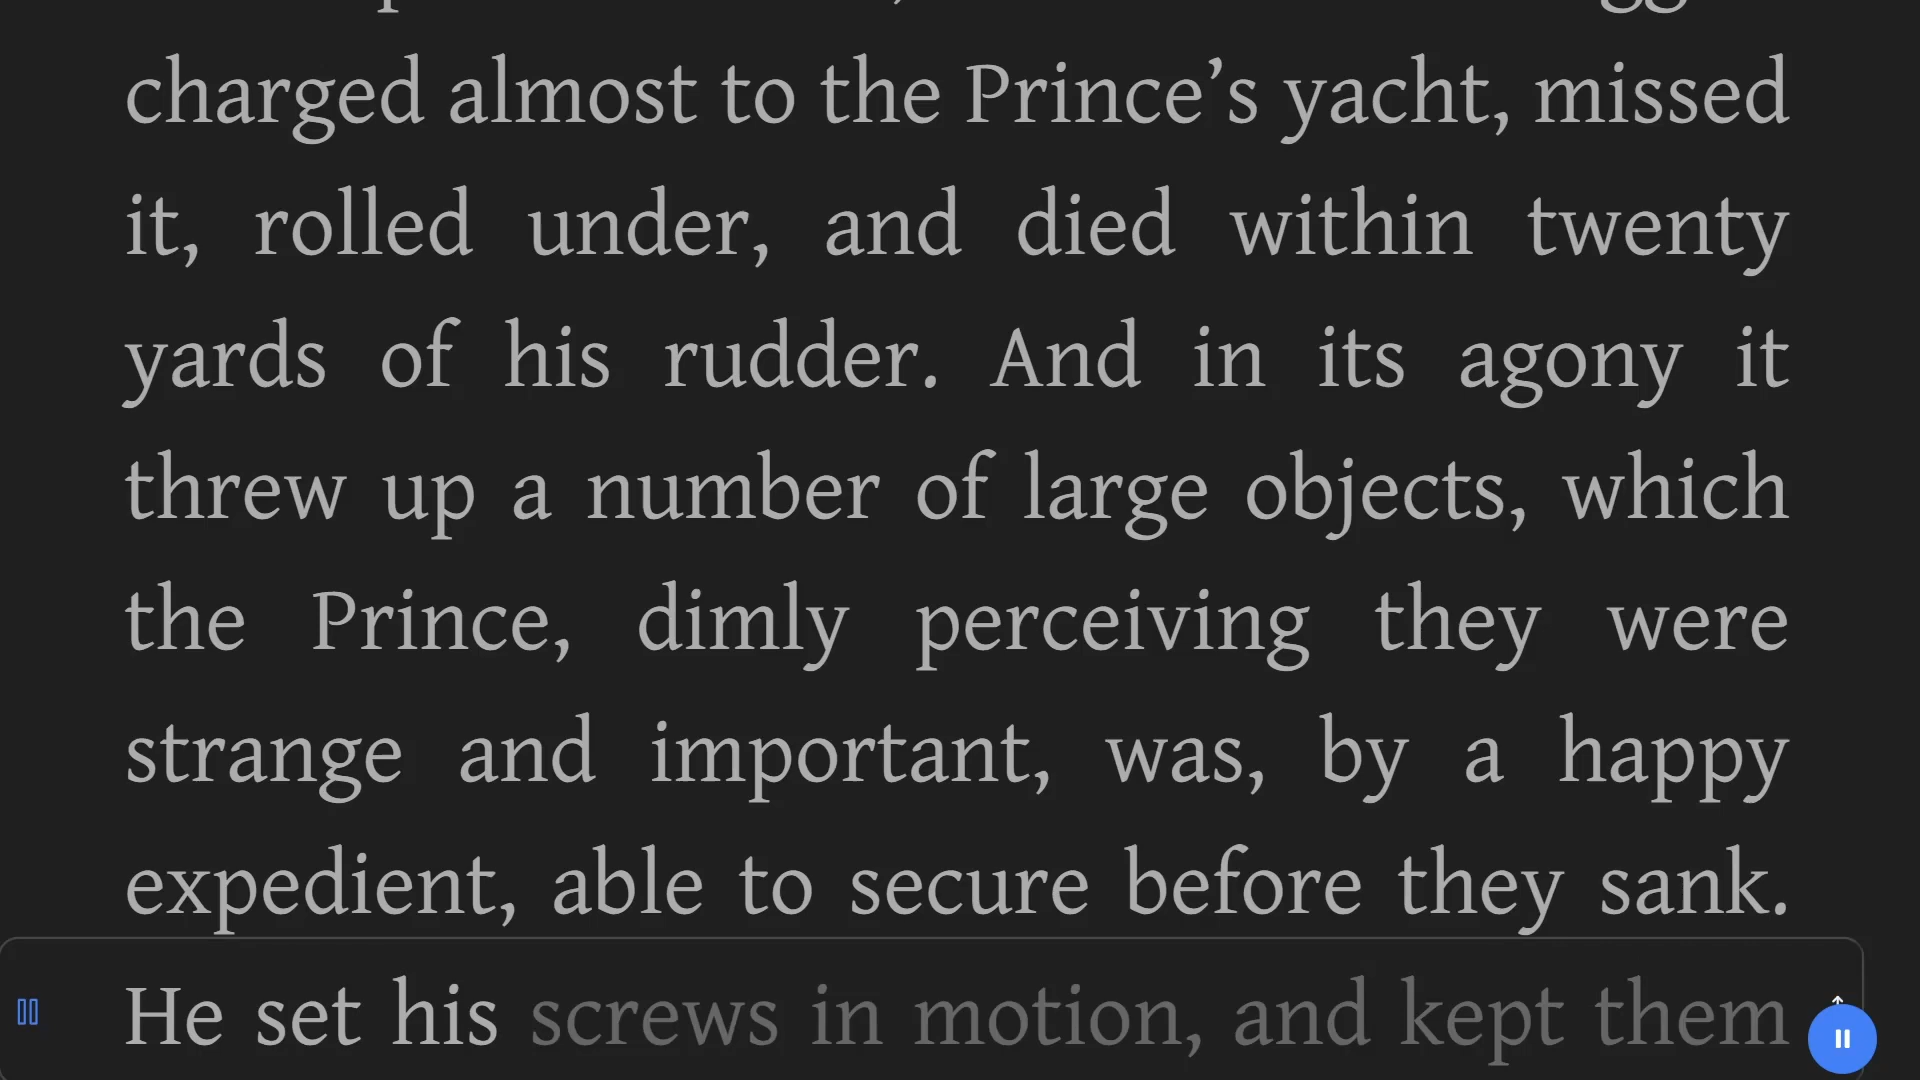 charged almost to the Prince’s yacht, missed
it, rolled under, and died within twenty
yards of his rudder. And in its agony it
threw up a number of large objects, which
the Prince, dimly perceiving they were
strange and important, was, by a happy
expedient, able to secure before they sank.
He set his screws in motion, and kept them